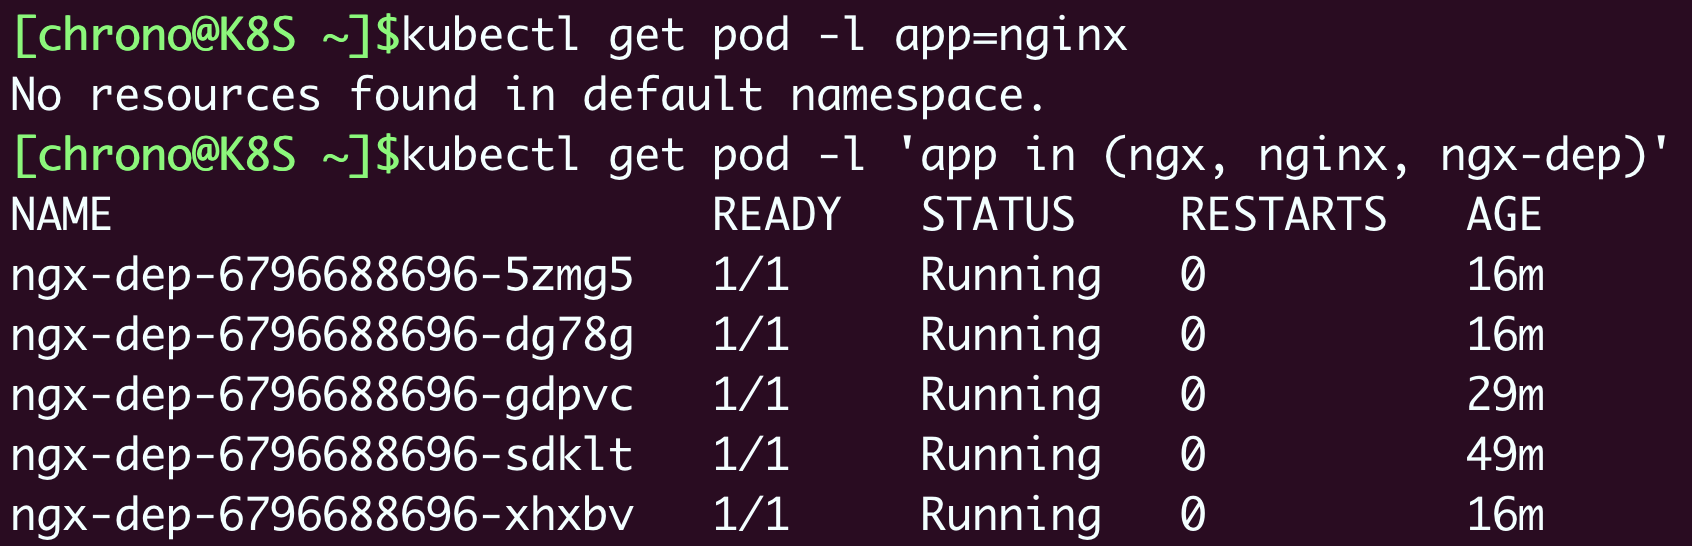 [chrono@K8S ~]$kubectl get pod -l app=nginx
No resources found in default namespace.
[chrono@K8S ~]$kubectl get pod -l 'app in (ngx, nginx, ngx-dep)'
NAME                       READY   STATUS    RESTARTS   AGE
ngx-dep-6796688696-5zmg5   1/1     Running   0          16m
ngx-dep-6796688696-dg78g   1/1     Running   0          16m
ngx-dep-6796688696-gdpvc   1/1     Running   0          29m
ngx-dep-6796688696-sdklt   1/1     Running   0          49m
ngx-dep-6796688696-xhxbv   1/1     Running   0          16m